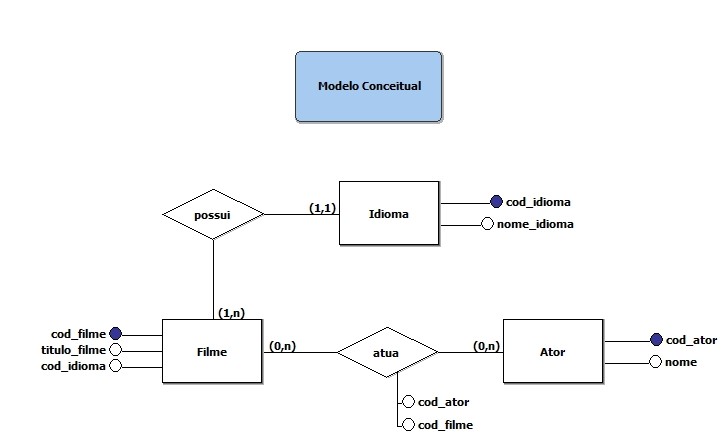 Modelo Conceitual
possui
(1,1)
Idioma
cod_idioma
nome_idioma
(1,n)
cod_filme
titulo_filme
cod_idioma
Filme
(0,n)
atua
(0,n)
Ator
cod_ator
nome
cod_ator
cod_filme